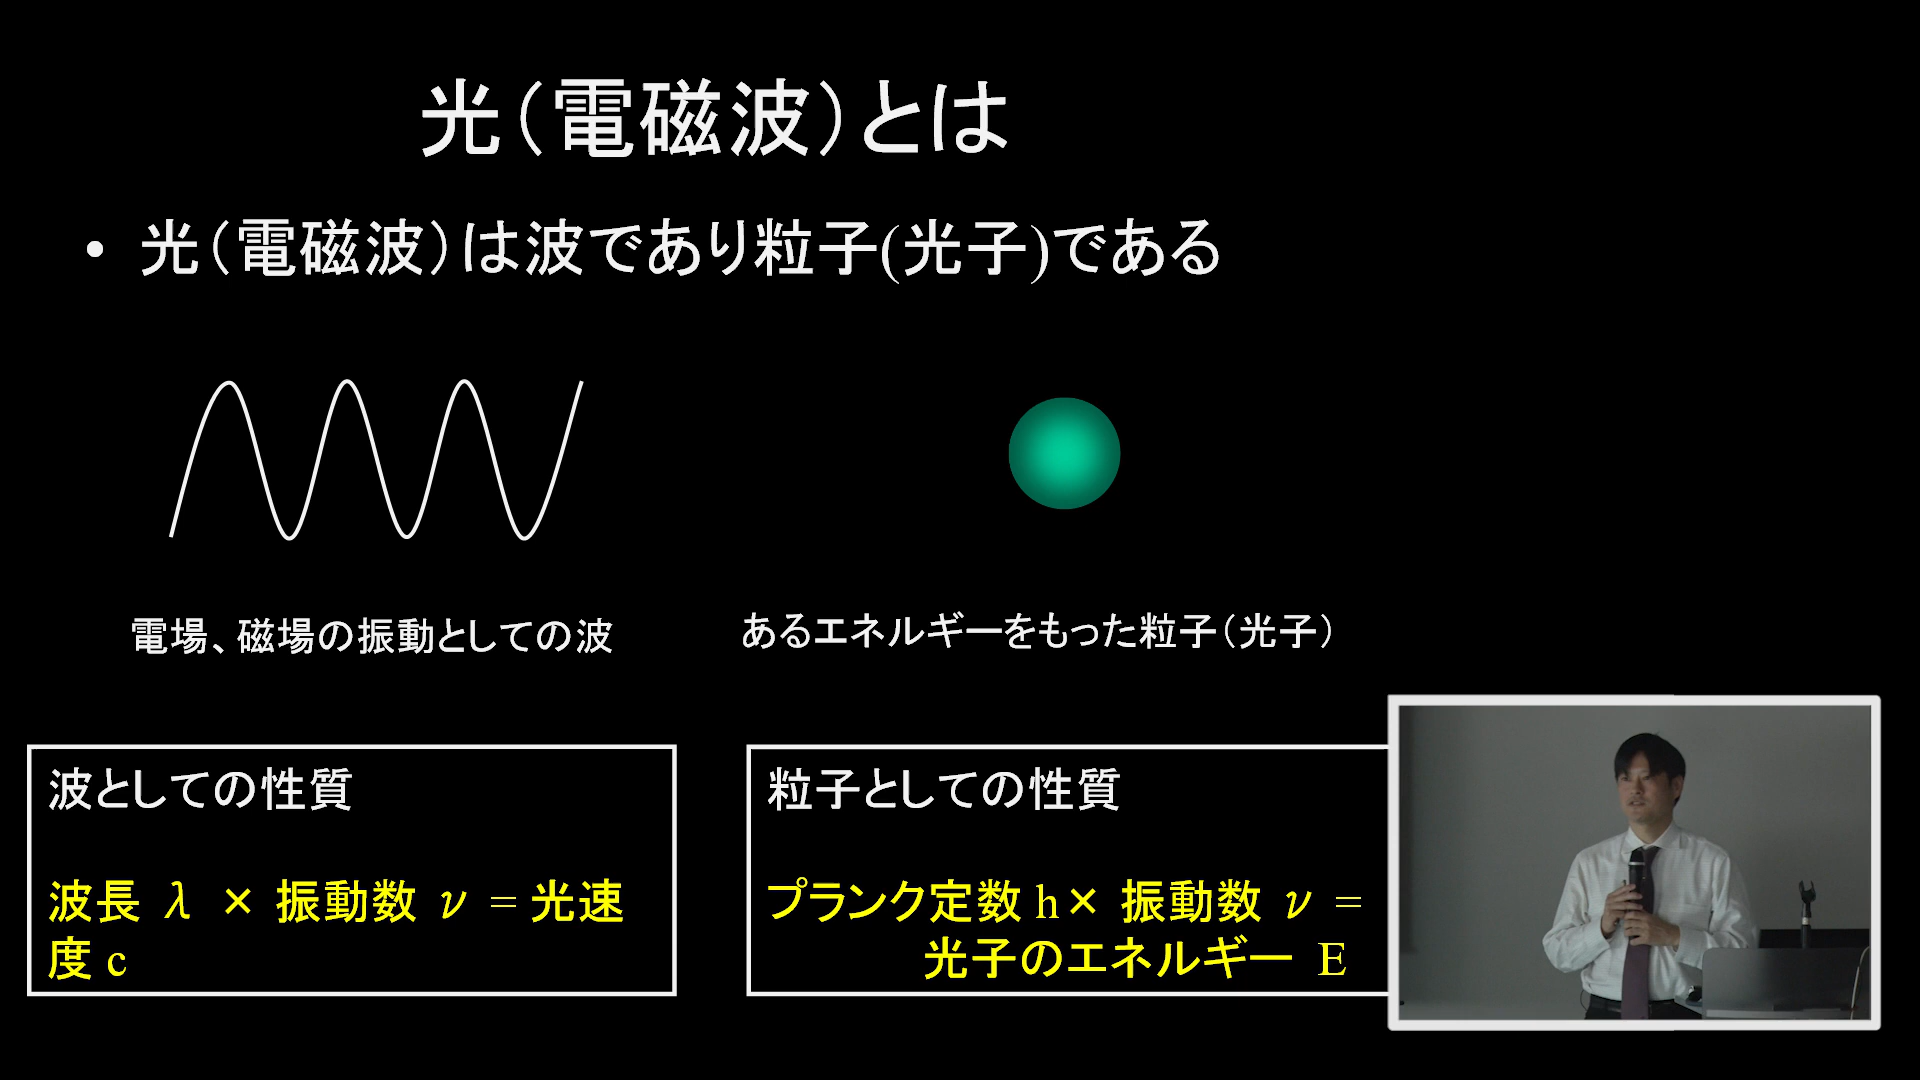 光（電磁波）とは
• 光（電磁波）は波であり粒子(光子)である
電場、磁場の振動としての波
あるエネルギーをもった粒子（光子）
波としての性質
波長 λ × 振動数 ν = 光速
度 c
粒子としての性質
プランク定数 h× 振動数 ν =
光子のエネルギー E